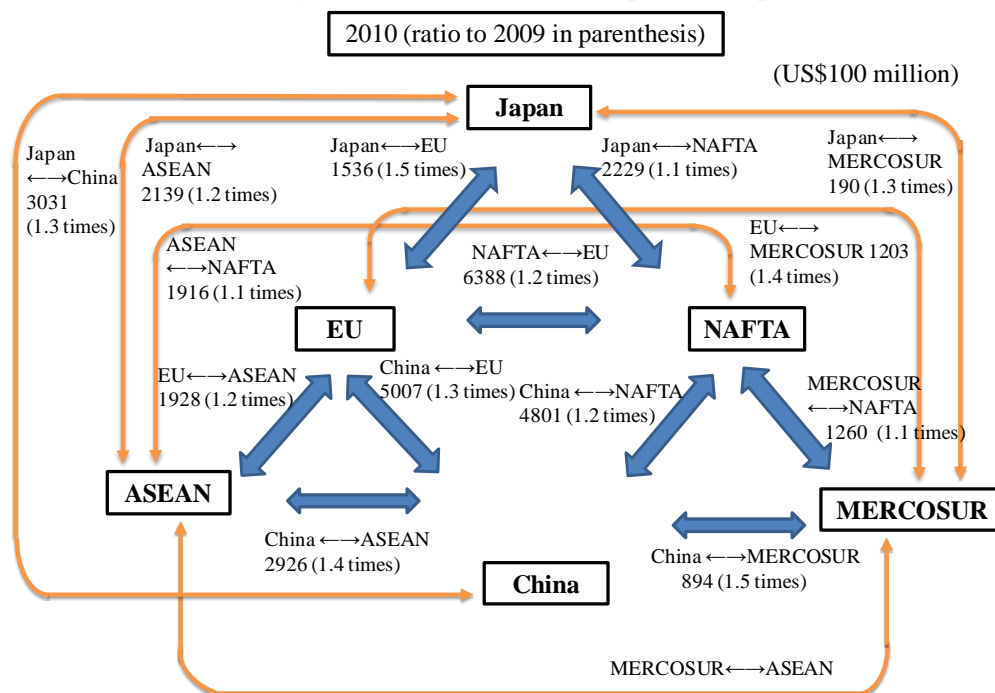 2010 (ratio to 2009 in parenthesis)
(US$100 million)
Japan
Japan
←→China
3031
(1.3 times)
Japan←→
ASEAN
2139 (1.2 times)
Japan←→EU
1536 (1.5 times)
Japan←→NAFTA
2229 (1.1 times)
Japan←→
MERCOSUR
190 (1.3 times)
ASEAN
←→NAFTA
1916 (1.1 times)
NAFTA←→EU
6388 (1.2 times)
EU←→
MERCOSUR 1203
(1.4 times)
EU
NAFTA
EU←→ASEAN
1928 (1.2 times)
China←→EU
5007 (1.3 times)
China←→NAFTA
4801 (1.2 times)
MERCOSUR
←→NAFTA
1260 (1.1 times)
ASEAN
MERCOSUR
China←→ASEAN
2926 (1.4 times)
China
China←→MERCOSUR
894 (1.5 times)
MERCOSUR←→ASEAN